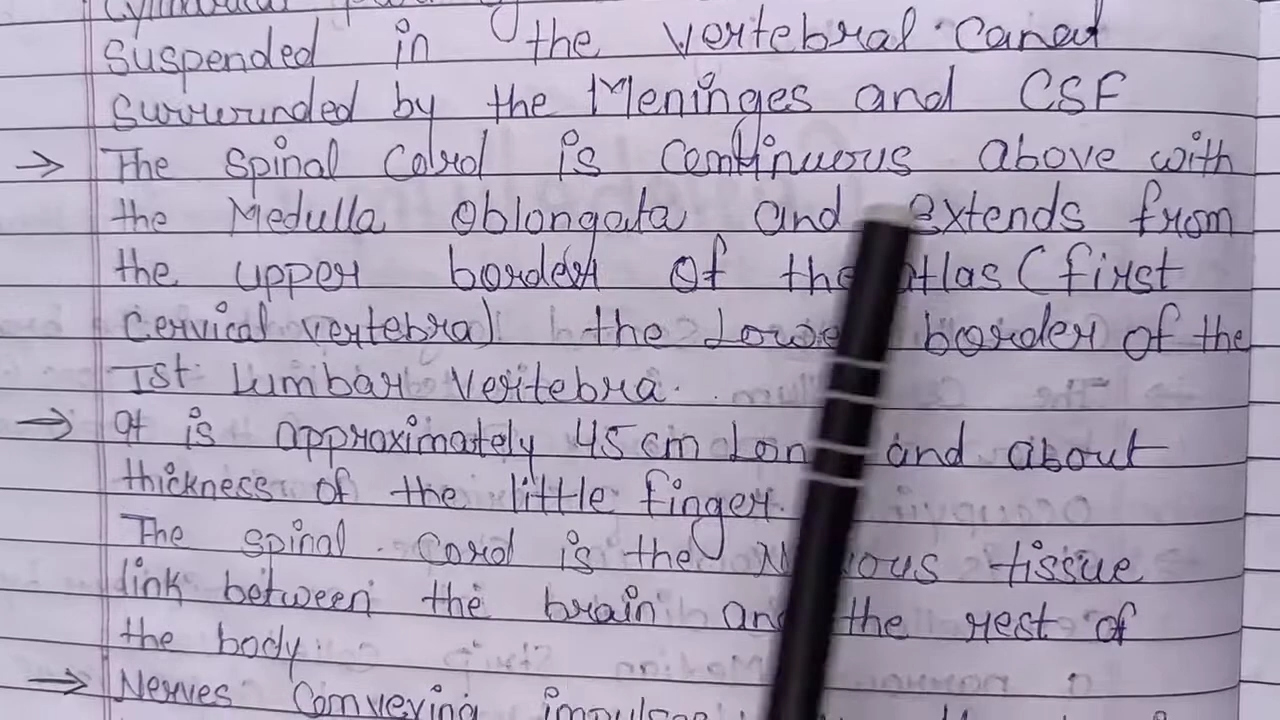 Suspended in the vertebral canal
Surrounded by the Meninges and CSF
→ The spinal cord is continuous above with
the Medulla oblongata and extends from
the upper border of the atlas (first
Cervical vertebra) the Lower border of the
Ist Lumbar vertebra.
→ It is approximately 45 cm Long and about
thickness of the little finger.
The spinal cord is the tissue
link between the brain and the rest of
the body
→ Nerves Conveying